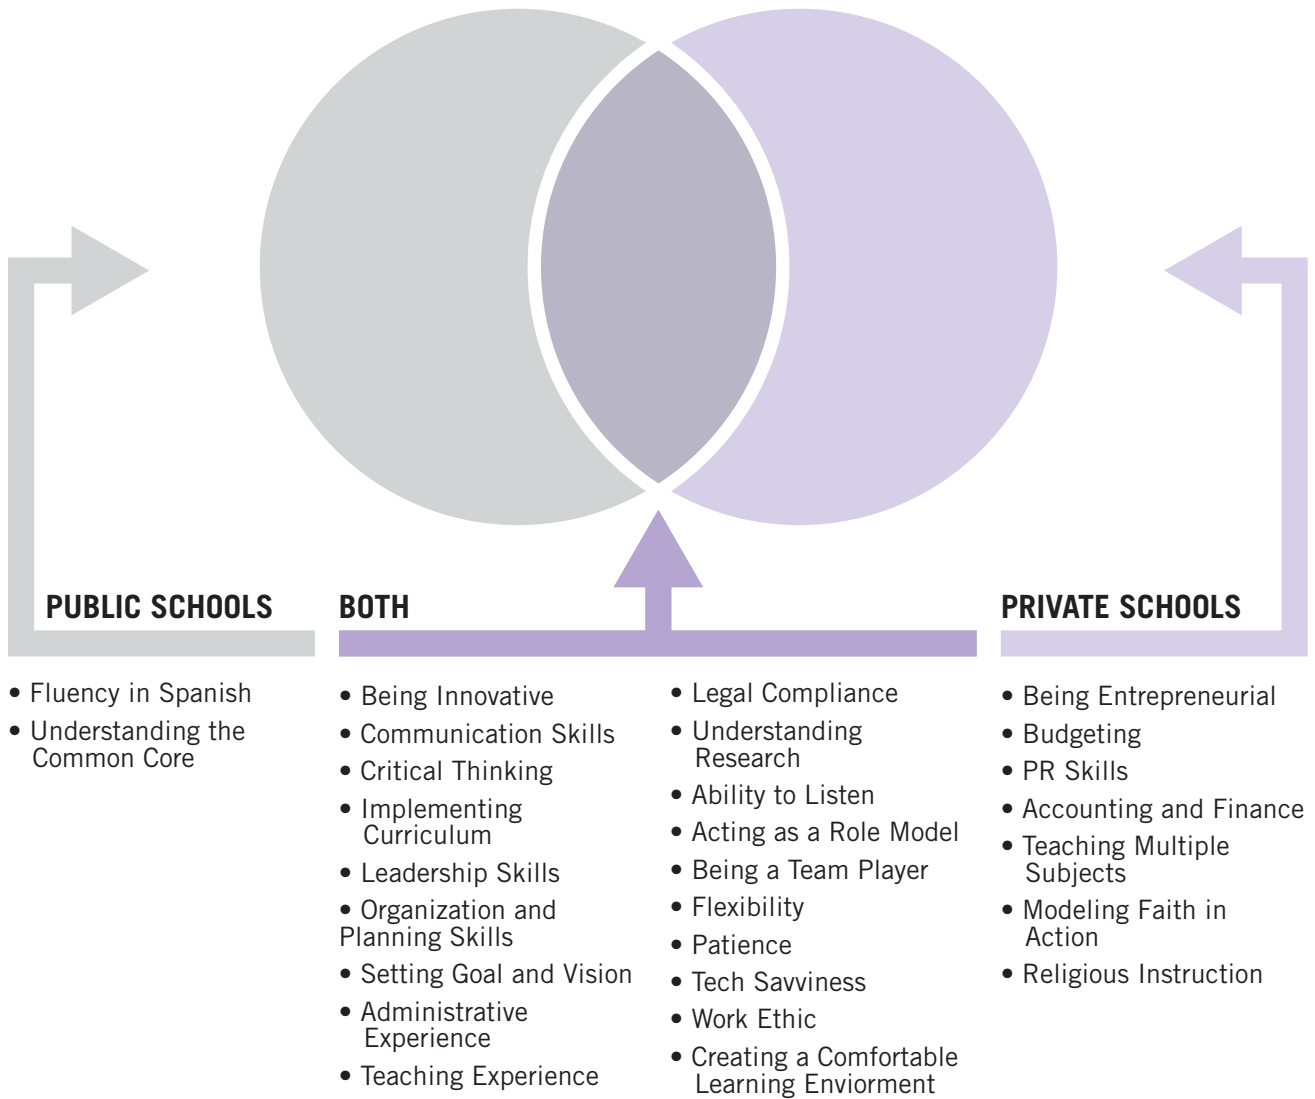 PUBLIC SCHOOLS
• Fluency in Spanish
• Understanding the
Common Core
BOTH
• Being Innovative
• Communication Skills
• Critical Thinking
• Implementing
Curriculum
• Leadership Skills
• Organization and
Planning Skills
• Setting Goal and Vision
• Administrative
Experience
• Teaching Experience
• Legal Compliance
• Understanding
Research
• Ability to Listen
• Acting as a Role Model
• Being a Team Player
• Flexibility
• Patience
• Tech Savviness
• Work Ethic
• Creating a Comfortable
Learning Enviorment
PRIVATE SCHOOLS
• Being Entrepreneurial
• Budgeting
• PR Skills
• Accounting and Finance
• Teaching Multiple
Subjects
• Modeling Faith in
Action
• Religious Instruction